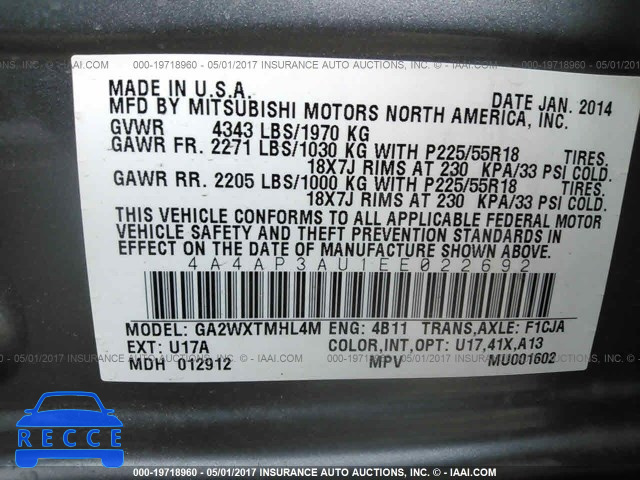 000-19718960 - 05/01/2017 INSURANCE AUTO AUCTIONS - IAAI.COM
MADE IN U.S.A. DATE JAN. 2014
MFD BY MITSUBISHI MOTORS NORTH AMERICA, INC.
GVWR 4343 LBS/1970 KG
GAWR FR. 2271 LBS/1030 KG WITH P225/55R18 TIRES.
18X7J RIMS AT 230 KPA/33 PSI COLD.
GAWR RR. 2205 LBS/1000 KG WITH P225/55R18 TIRES.
18X7J RIMS AT 230 KPA/33 PSI COLD.
THIS VEHICLE CONFORMS TO ALL APPLICABLE FEDERAL MOTOR
VEHICLE SAFETY AND THEFT PREVENTION STANDARDS IN
EFFECT ON THE DATE OF MANUFACTURE SHOWN ABOVE.
4A4AP3AU1EE022692
MODEL: GA2WXTMHL4M ENG: 4B11 TRANS,AXLE: F1CJA
EXT: U17A COLOR,INT,OPT: U17,41X,A13
MDH 012912 MPV MU001602
autobidcar
000-19718960 - 05/01/2017 INSURANCE AUTO AUCTIONS - IAAI.COM